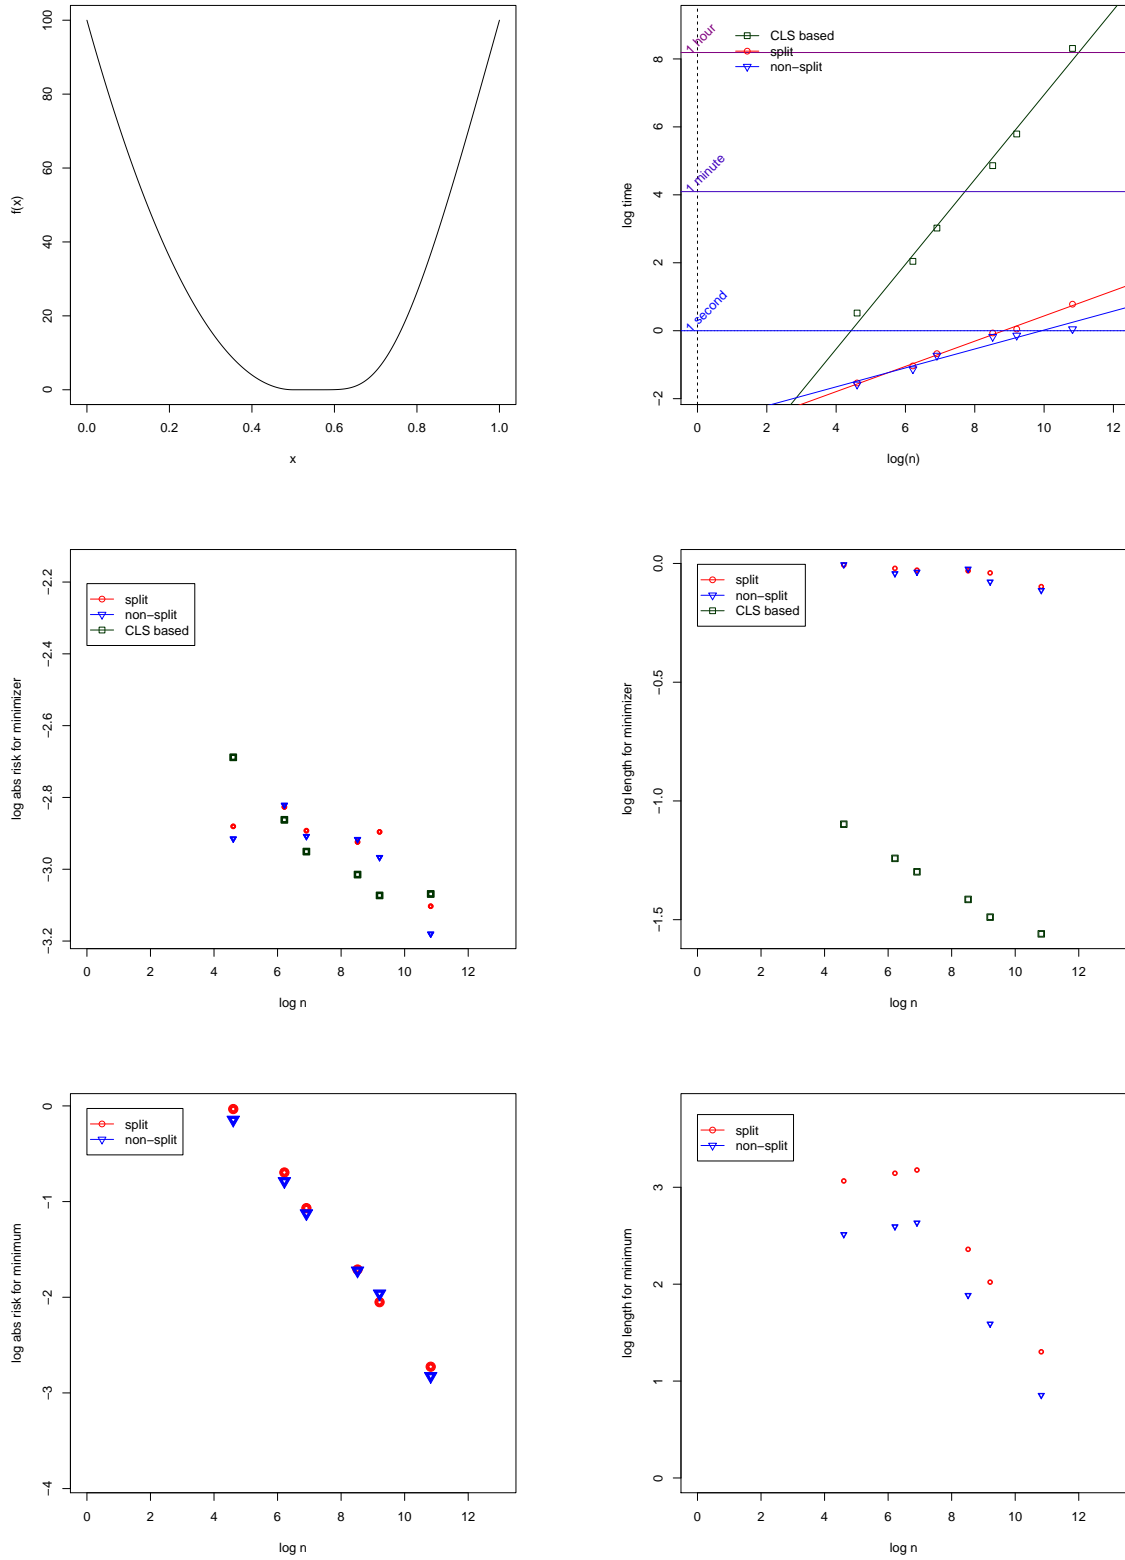 f(x)
100
80
60
40
20
0
0.0 0.2 0.4 0.6 0.8 1.0
x
log time
8
6
4
2
0
−2
CLS based
split
non−split
1 hour
1 minute
1 second
0 2 4 6 8 10 12
log(n)
log abs risk for minimizer
−2.2
−2.4
−2.6
−2.8
−3.0
−3.2
split
non−split
CLS based
0 2 4 6 8 10 12
log n
log length for minimizer
0.0
−0.5
−1.0
−1.5
split
non−split
CLS based
0 2 4 6 8 10 12
log n
log abs risk for minimum
0
−1
−2
−3
−4
split
non−split
0 2 4 6 8 10 12
log n
log length for minimum
3
2
1
0
split
non−split
0 2 4 6 8 10 12
log n